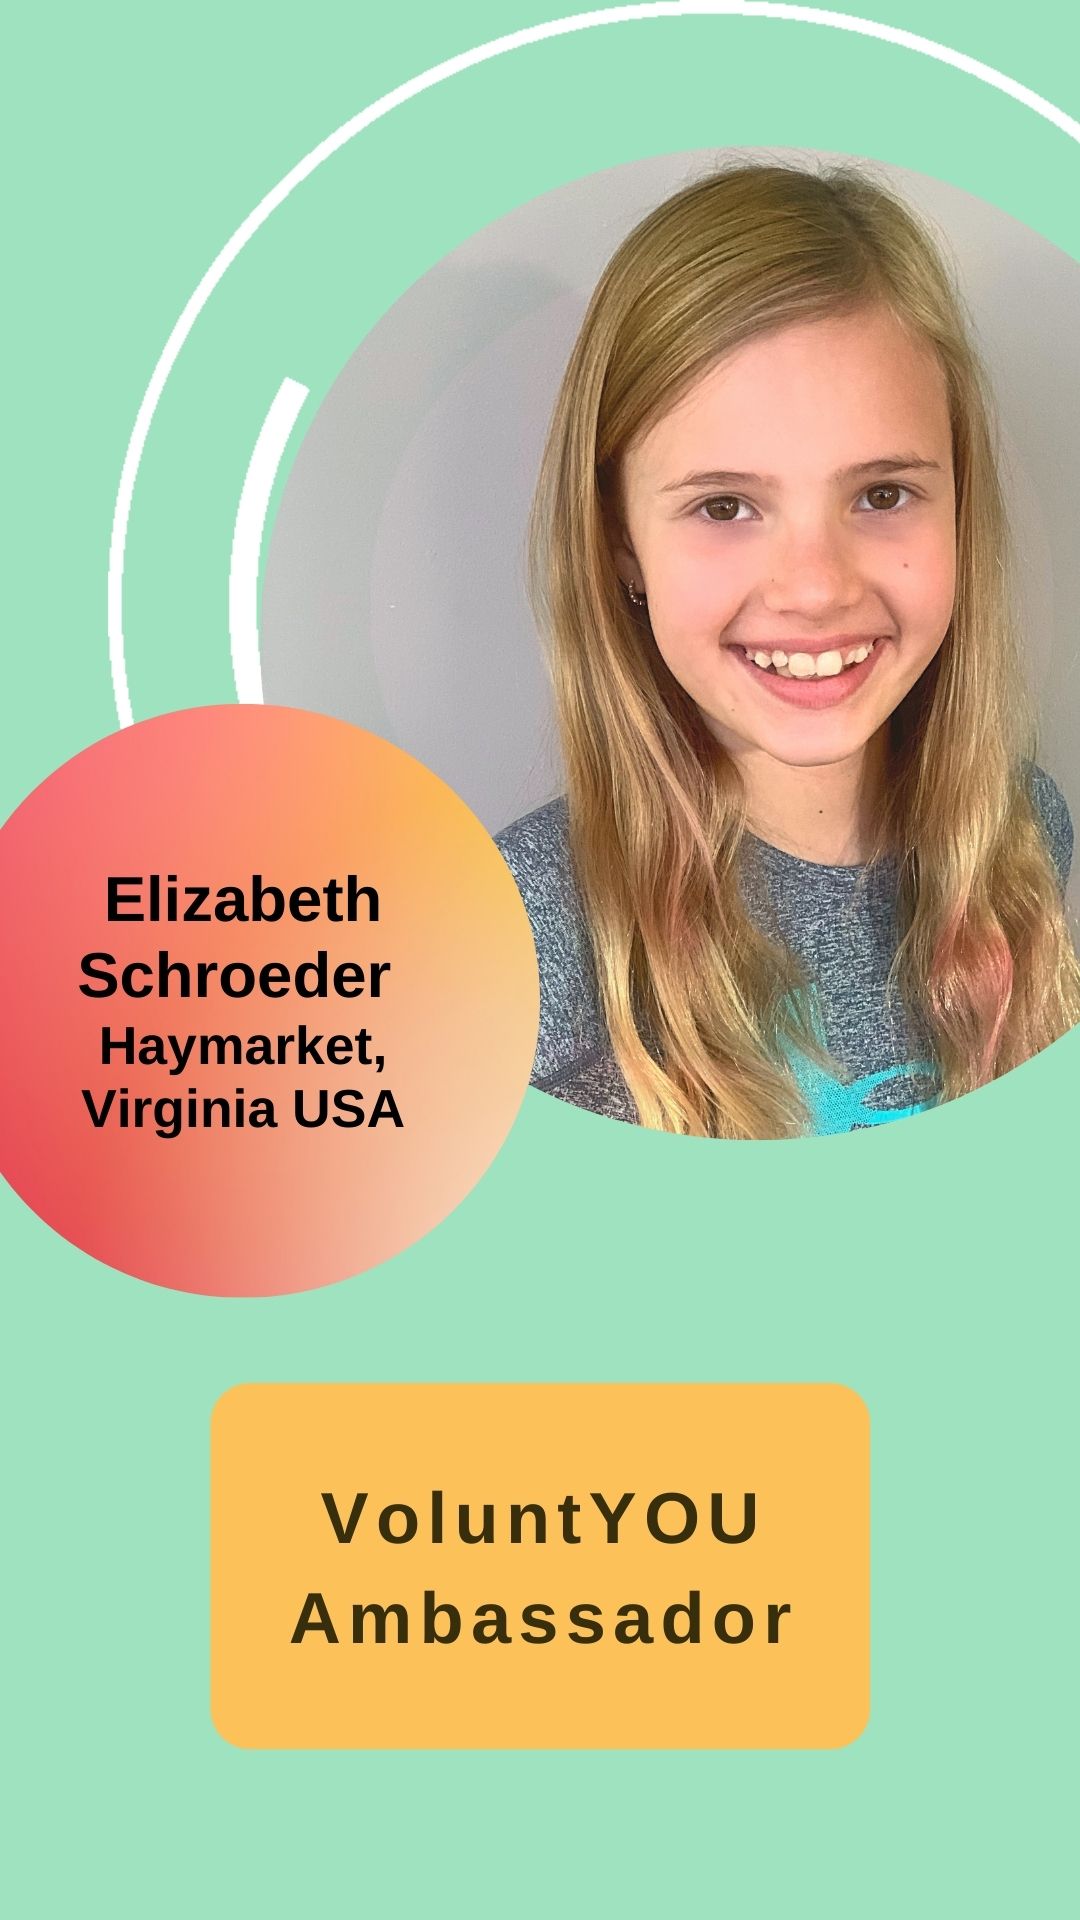 Elizabeth
Schroeder
Haymarket,
Virginia USA
VoluntYOU
Ambassador